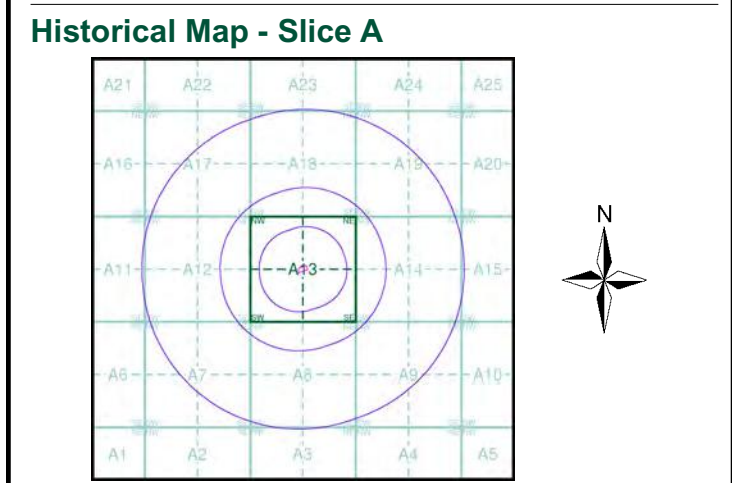 Historical Map - Slice A
A21 A22 A23 A24 A25
A16 A17 A18 A19 A20
N
NW NE
A11 A12 A13 A14 A15
SW SE
A6 A7 A8 A9 A10
A1 A2 A3 A4 A5